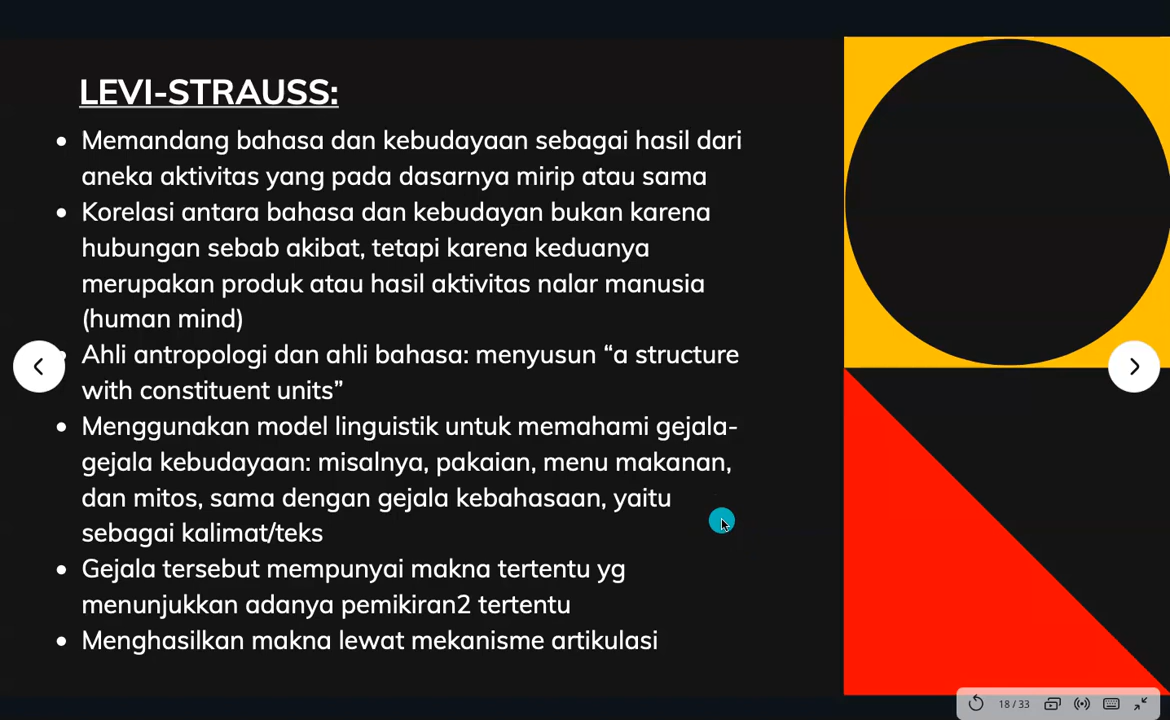 LEVI-STRAUSS:
• Memandang bahasa dan kebudayaan sebagai hasil dari
aneka aktivitas yang pada dasarnya mirip atau sama
• Korelasi antara bahasa dan kebudayan bukan karena
hubungan sebab akibat, tetapi karena keduanya
merupakan produk atau hasil aktivitas nalar manusia
(human mind)
• Ahli antropologi dan ahli bahasa: menyusun “a structure
with constituent units”
• Menggunakan model linguistik untuk memahami gejala-
gejala kebudayaan: misalnya, pakaian, menu makanan,
dan mitos, sama dengan gejala kebahasaan, yaitu
sebagai kalimat/teks
• Gejala tersebut mempunyai makna tertentu yg
menunjukkan adanya pemikiran2 tertentu
• Menghasilkan makna lewat mekanisme artikulasi
18 / 33